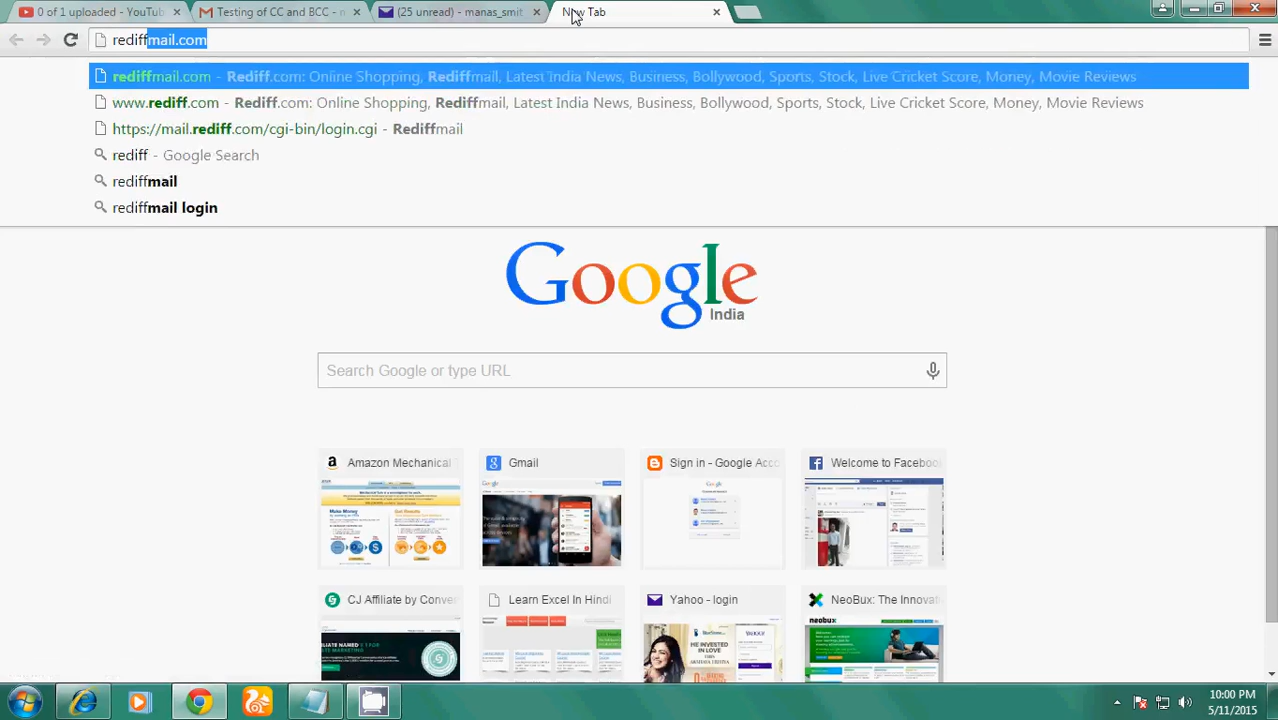 0 of 1 uploaded - YouTub
Testing of CC and BCC - n
(25 unread) - manas_smit
New Tab
rediffmail.com
rediffmail.com - Rediff.com: Online Shopping, Rediffmail, Latest India News, Business, Bollywood, Sports, Stock, Live Cricket Score, Money, Movie Reviews
www.rediff.com - Rediff.com: Online Shopping, Rediffmail, Latest India News, Business, Bollywood, Sports, Stock, Live Cricket Score, Money, Movie Reviews
https://mail.rediff.com/cgi-bin/login.cgi - Rediffmail
rediff - Google Search
rediffmail
rediffmail login
Google
India
Search Google or type URL
Amazon Mechanical T
Gmail
Sign in - Google Acco
Welcome to Facebook
CJ Affiliate by Conve
Learn Excel In Hindi
Yahoo - login
NeoBux: The Innovati
10:00 PM
5/11/2015